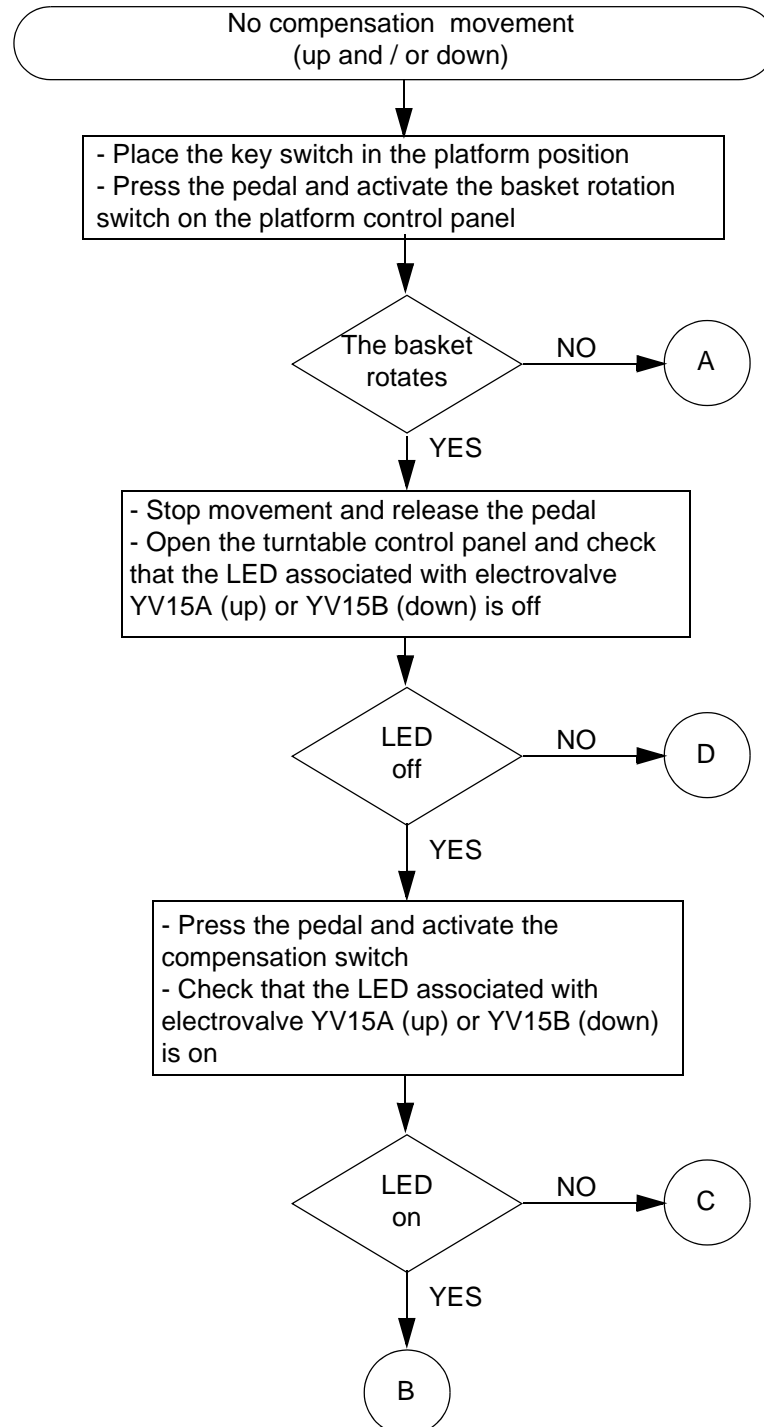 No compensation movement
(up and / or down)
- Place the key switch in the platform position
- Press the pedal and activate the basket rotation
switch on the platform control panel
The basket
rotates
NO
A
YES
- Stop movement and release the pedal
- Open the turntable control panel and check
that the LED associated with electrovalve
YV15A (up) or YV15B (down) is off
LED
off
NO
D
YES
- Press the pedal and activate the
compensation switch
- Check that the LED associated with
electrovalve YV15A (up) or YV15B (down)
is on
LED
on
NO
C
YES
B